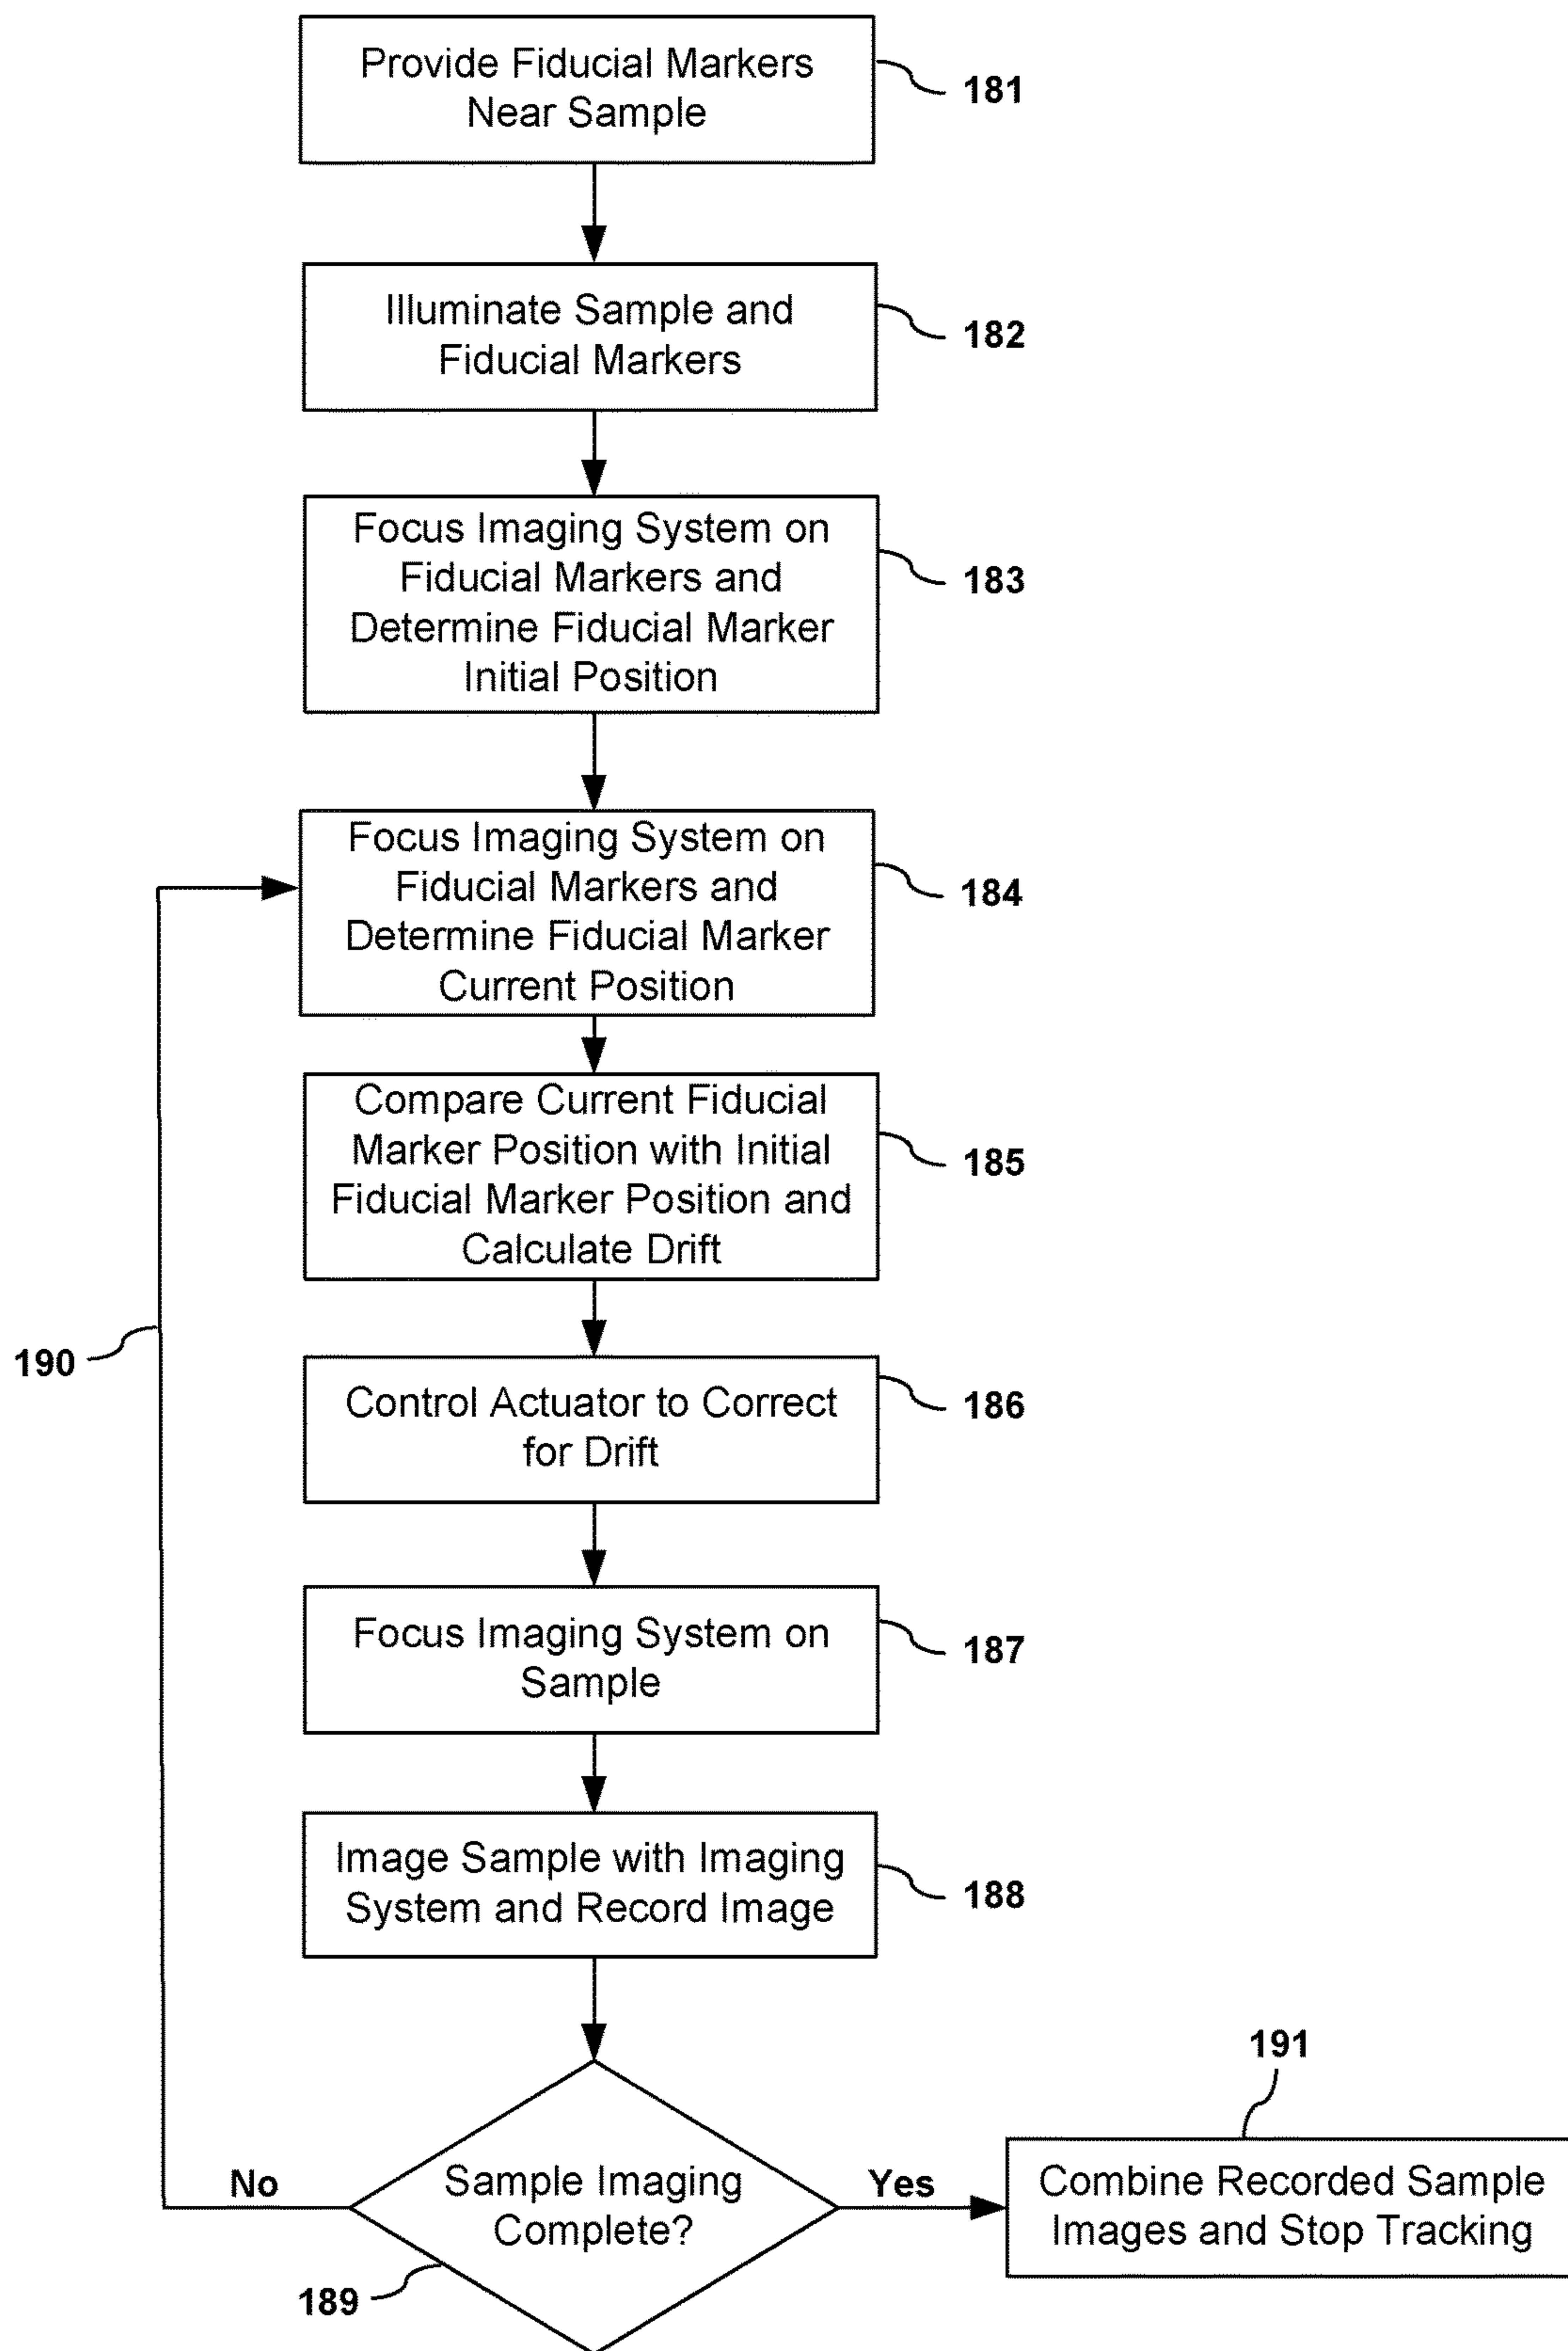 Provide Fiducial Markers
Near Sample
181
Illuminate Sample and
Fiducial Markers
182
Focus Imaging System on
Fiducial Markers and
Determine Fiducial Marker
Initial Position
183
Focus Imaging System on
Fiducial Markers and
Determine Fiducial Marker
Current Position
184
Compare Current Fiducial
Marker Position with Initial
Fiducial Marker Position and
Calculate Drift
185
190
Control Actuator to Correct
for Drift
186
Focus Imaging System on
Sample
187
Image Sample with Imaging
System and Record Image
188
Sample Imaging
Complete?
189
No
Yes
191
Combine Recorded Sample
Images and Stop Tracking